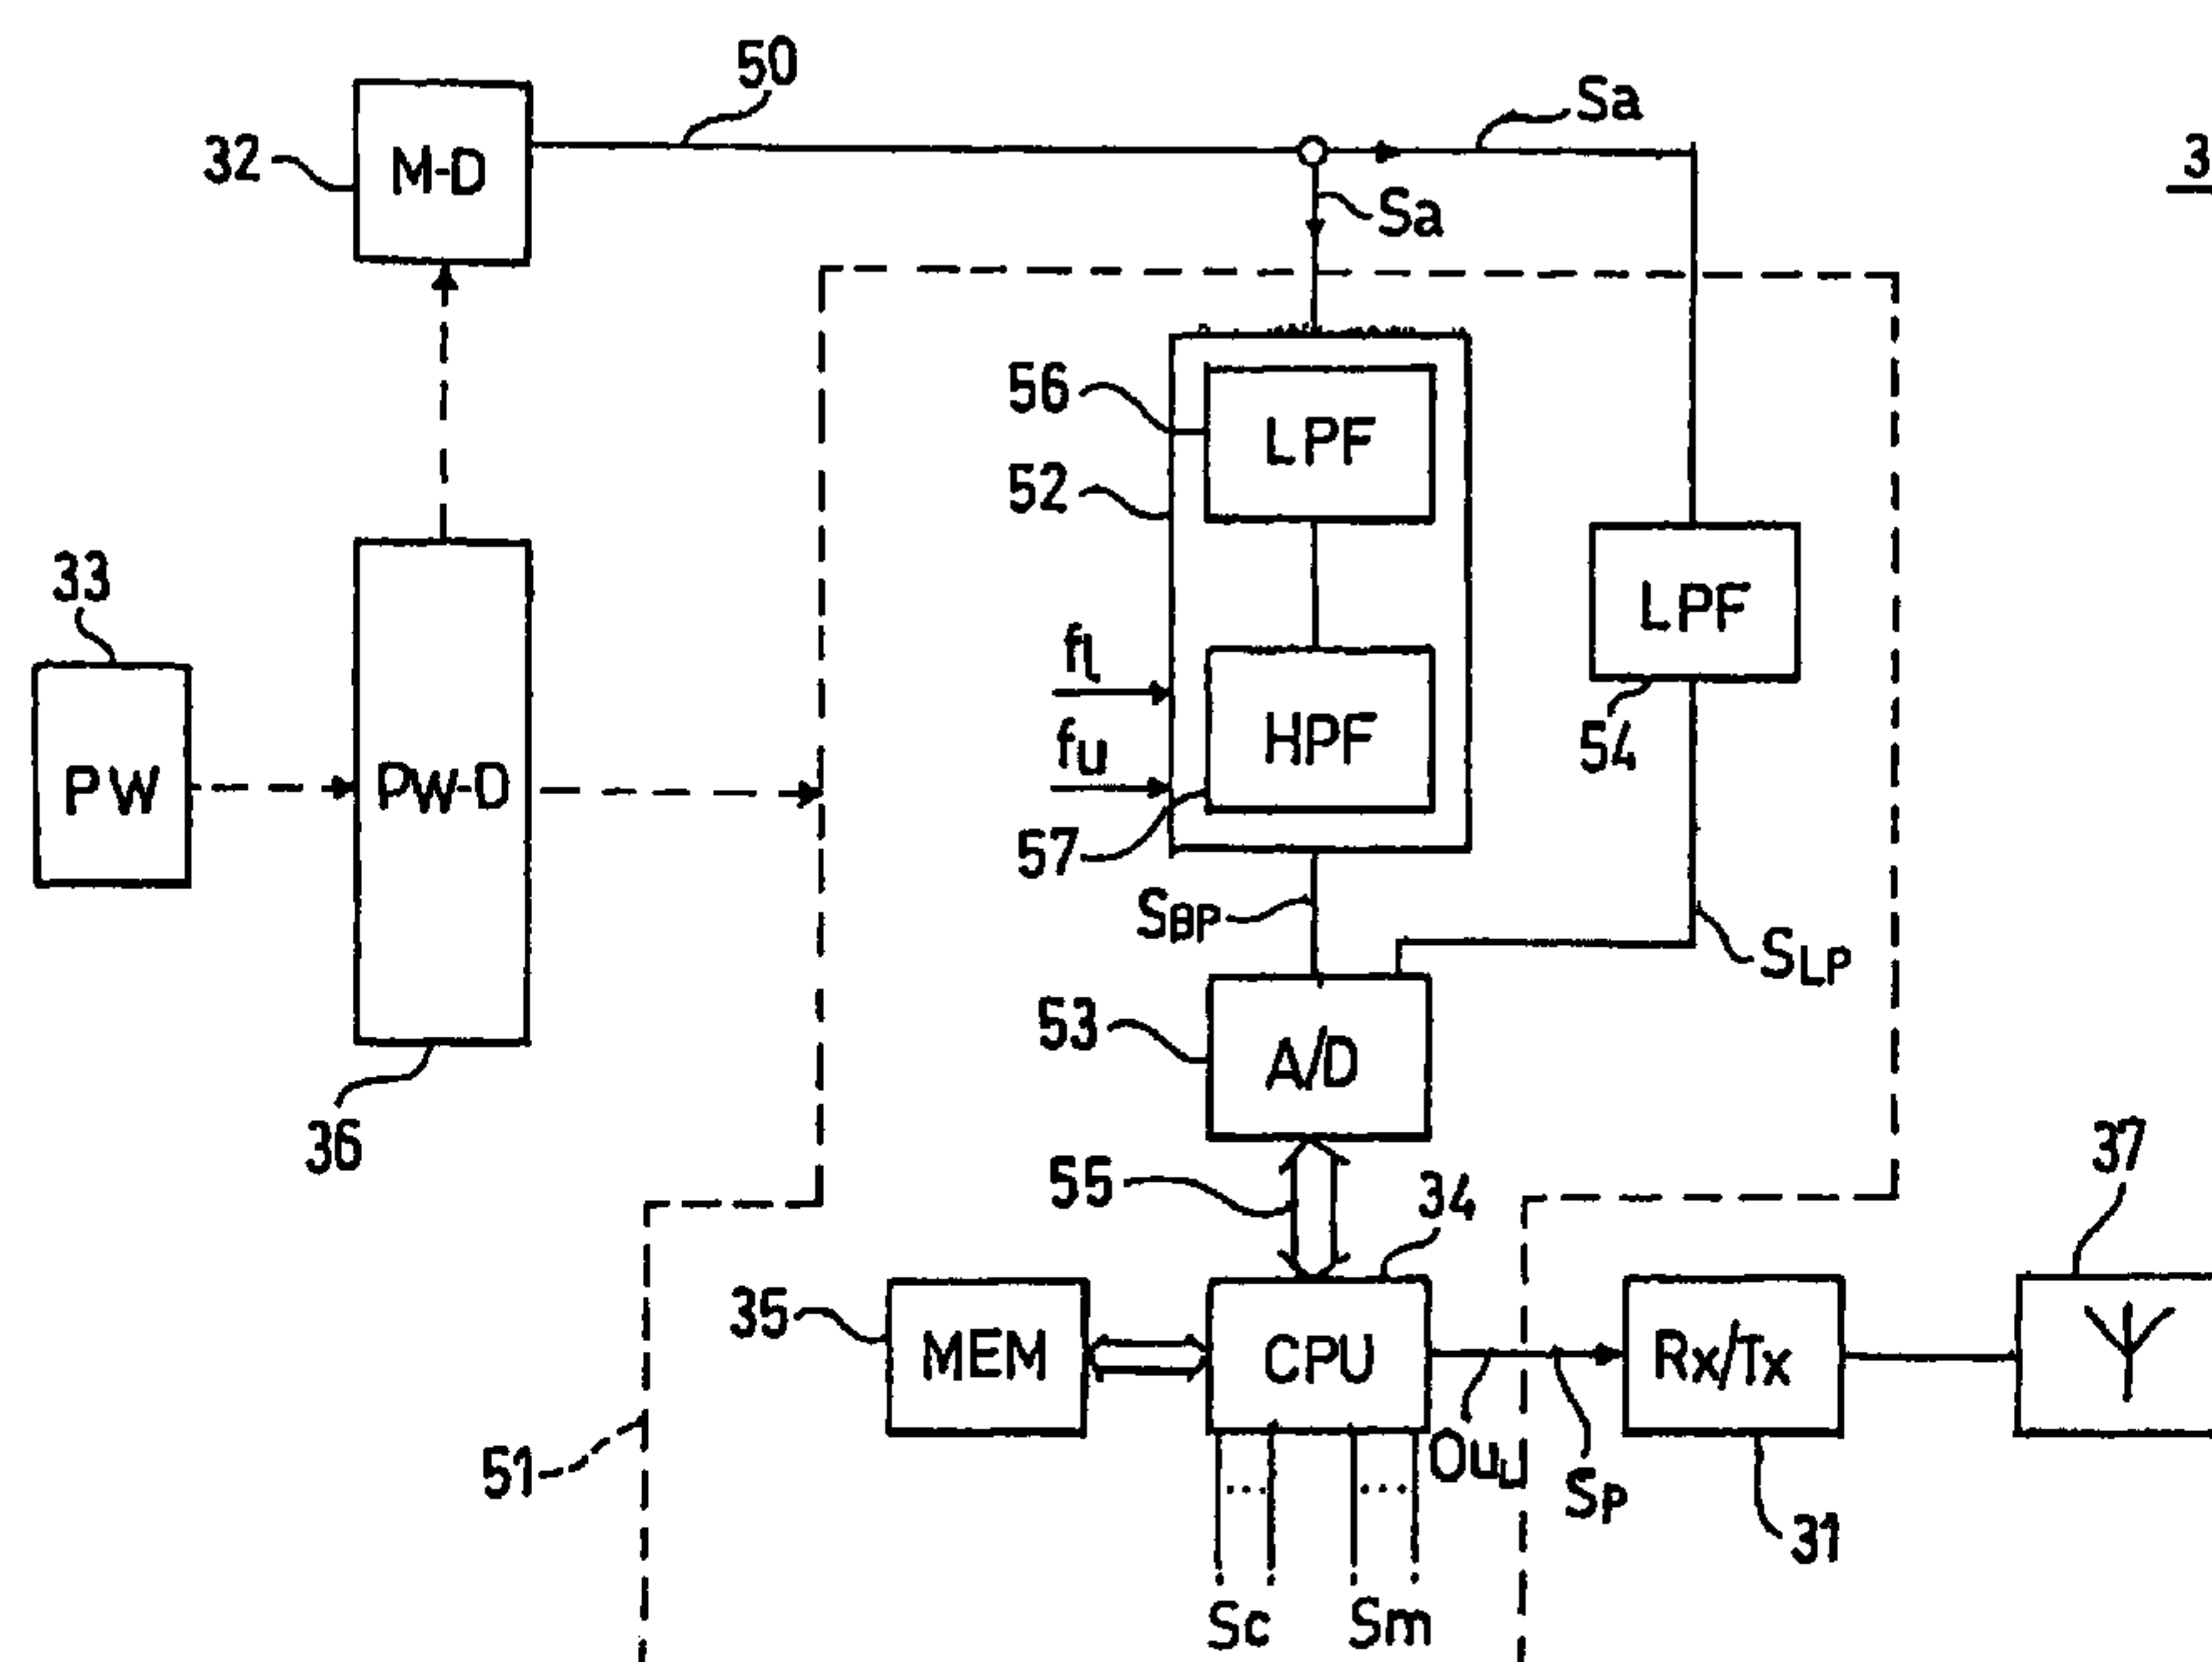 50
Sa
32
M-D
3
Sa
56
LPF
52
33
LPF
fL
HPF
fu
54
PW
PW-D
57
SBP
SLP
53
A/D
36
37
55
34
35
MEM
CPU
Rx/Tx
51
Ou
SP
31
Sc
Sm